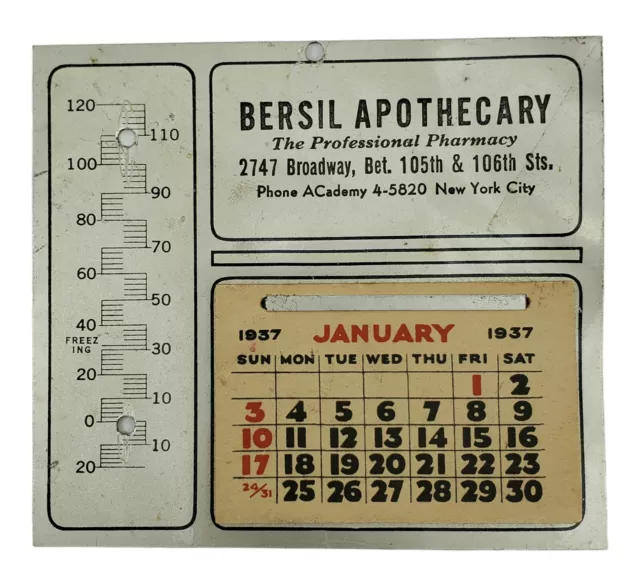 120
110
100
90
80
70
60
50
40
FREEZ
ING
30
20
10
0
10
20
BERSIL APOTHECARY
The Professional Pharmacy
2747 Broadway, Bet. 105th & 106th Sts.
Phone ACademy 4-5820 New York City
1937 JANUARY 1937
SUN MON TUE WED THU FRI SAT
1 2
3 4 5 6 7 8 9
10 11 12 13 14 15 16
17 18 19 20 21 22 23
24/31 25 26 27 28 29 30